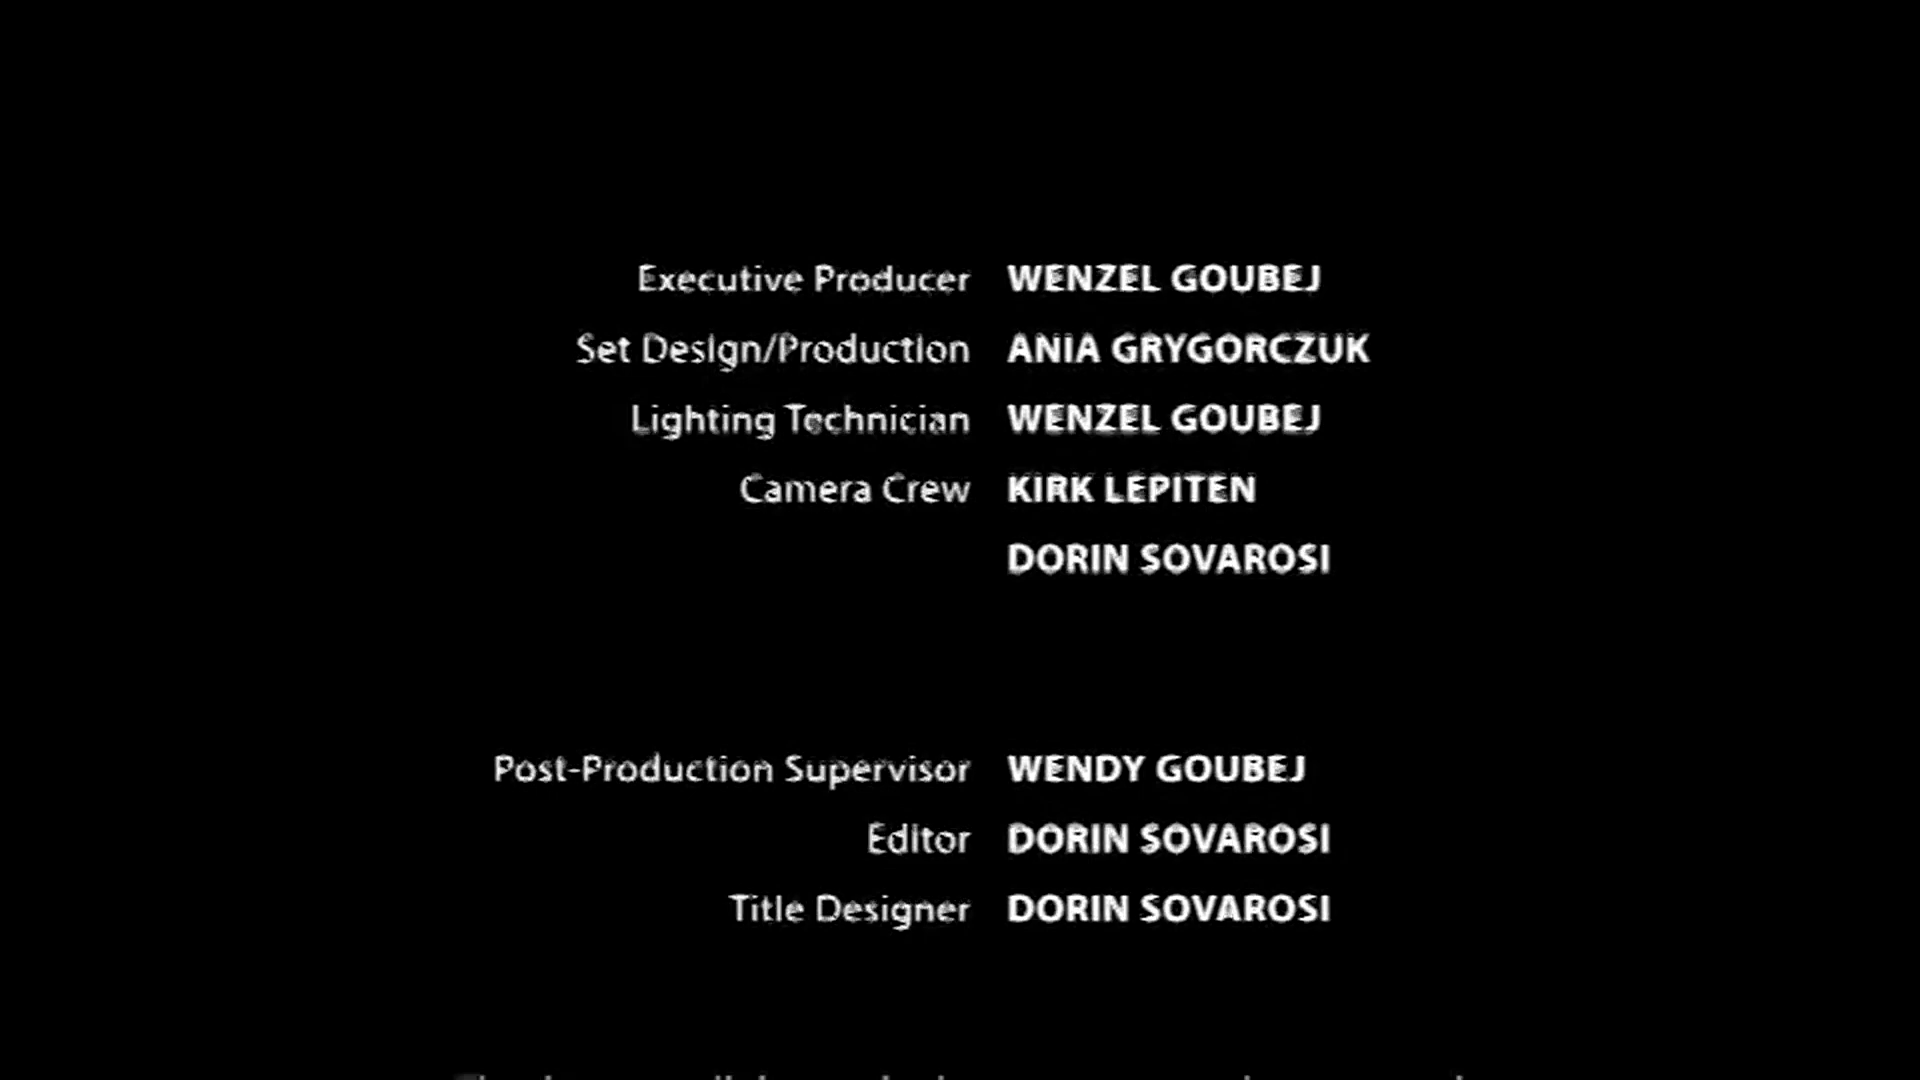 Executive Producer WENZEL GOUBEJ
Set Design/Production ANIA GRYGORCZUK
Lighting Technician WENZEL GOUBEJ
Camera Crew KIRK LEPITEN
DORIN SOVAROSI
Post-Production Supervisor WENDY GOUBEJ
Editor DORIN SOVAROSI
Title Designer DORIN SOVAROSI